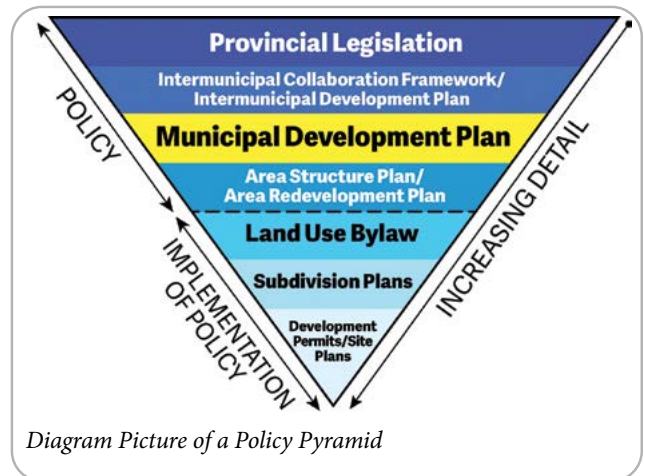 Provincial Legislation
Intermunicipal Collaboration Framework/
Intermunicipal Development Plan
Municipal Development Plan
Area Structure Plan/
Area Redevelopment Plan
Land Use Bylaw
Subdivision Plans
Development
Permits/Site
Plans
POLICY
IMPLEMENTATION
OF POLICY
INCREASING DETAIL
Diagram Picture of a Policy Pyramid